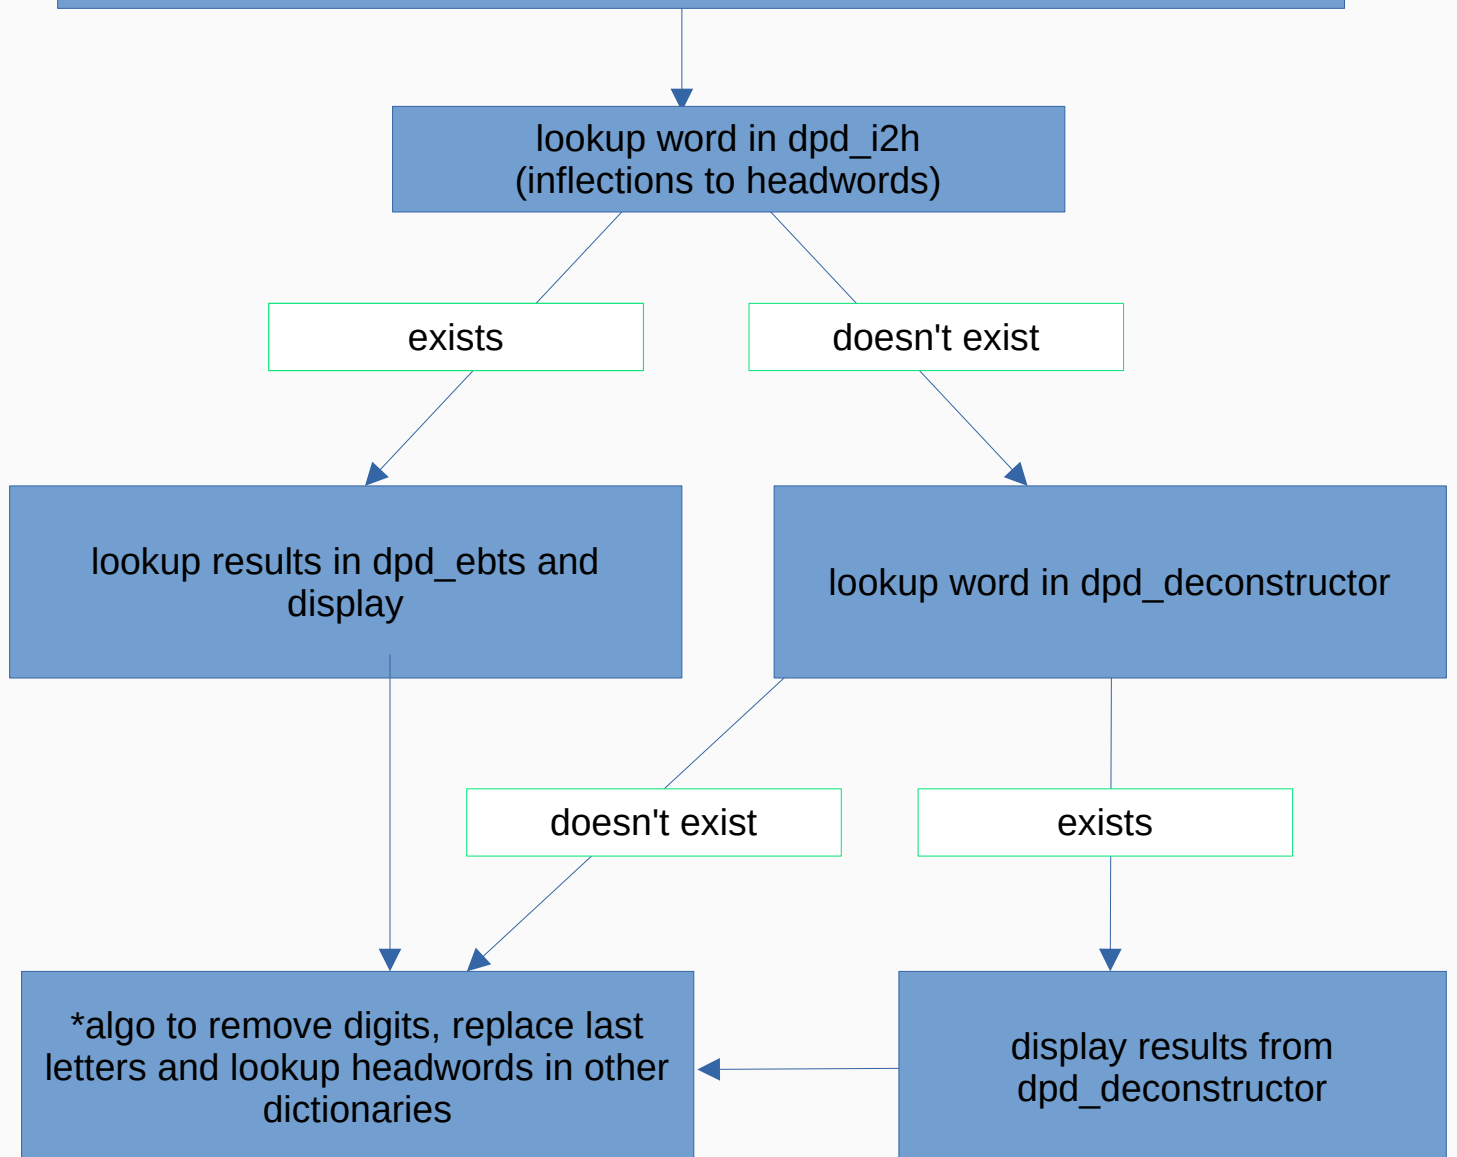 lookup word in dpd_i2h
(inflections to headwords)
exists
doesn't exist
lookup results in dpd_ebts and
display
lookup word in dpd_deconstructor
doesn't exist
exists
*algo to remove digits, replace last
letters and lookup headwords in other
dictionaries
display results from
dpd_deconstructor